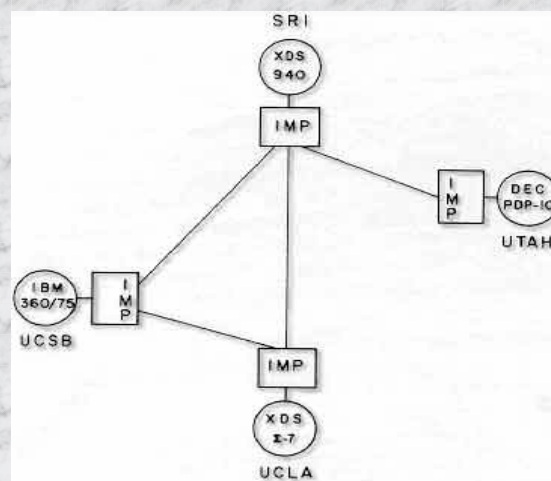 SRI
XDS
940
IMP
I
M
P
DEC
PDP-10
UTAH
IBM
360/75
I
M
P
UCSB
IMP
XDS
Σ-7
UCLA